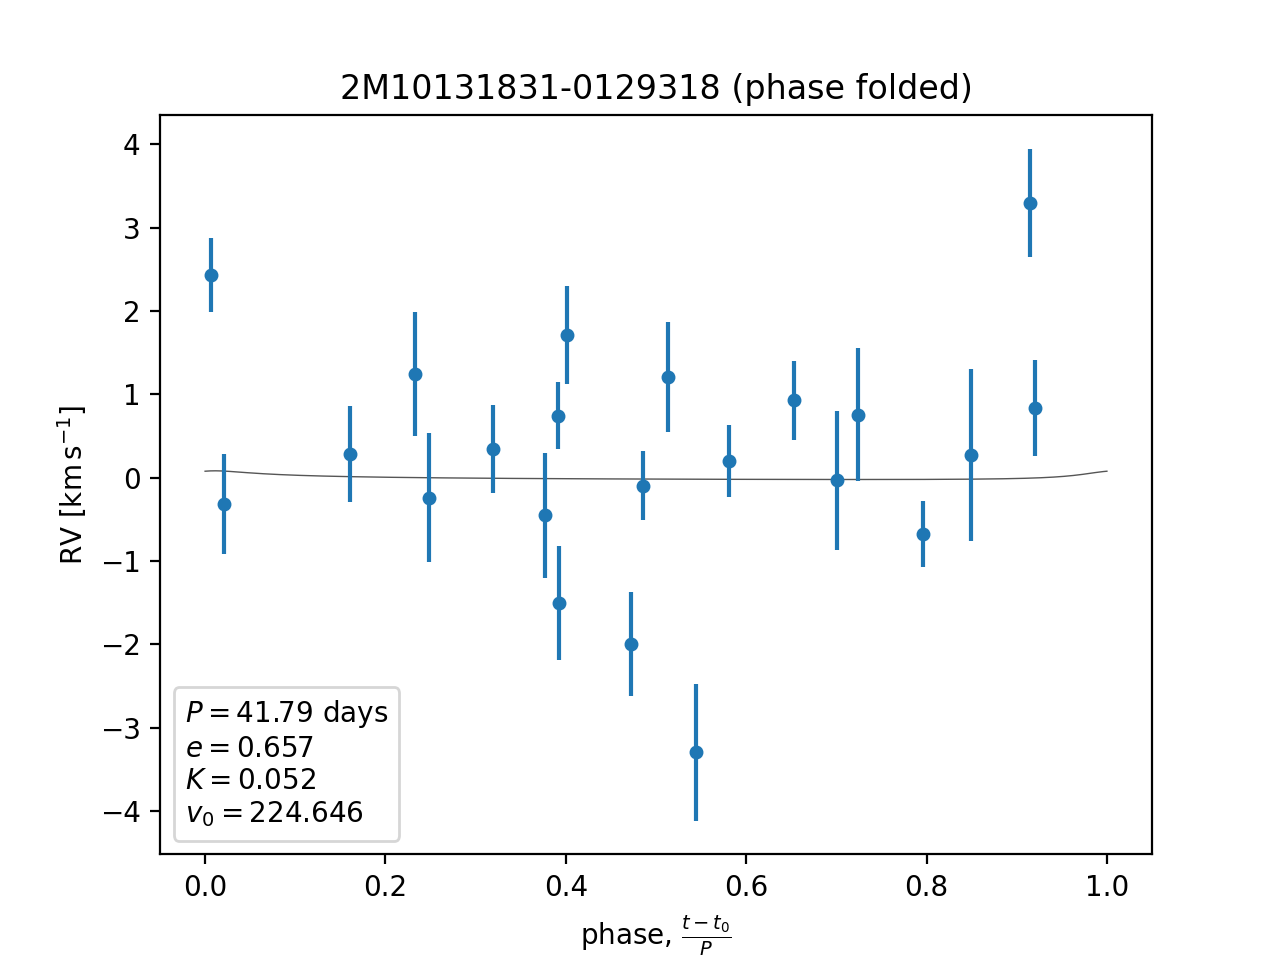 2M10131831-0129318 (phase folded)
RV [km s⁻¹]
4
3
2
1
0
−1
−2
−3
−4
P = 41.79 days
e = 0.657
K = 0.052
v₀ = 224.646
0.0 0.2 0.4 0.6 0.8 1.0
phase, (t − t₀)/P